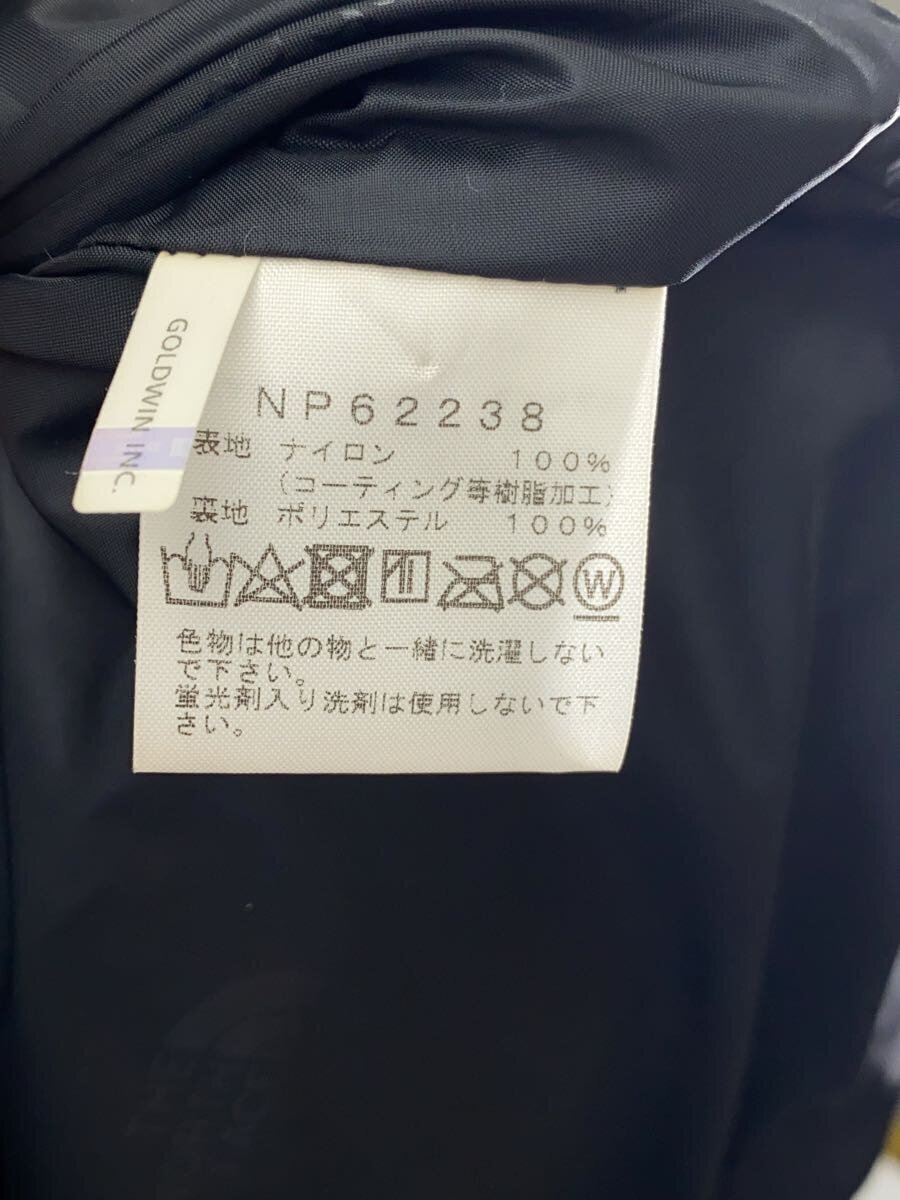 GOLDWIN INC.
NP62238
表地 ナイロン 100%
(コーティング等樹脂加工)
裏地 ポリエステル 100%
W
色物は他の物と一緒に洗濯しない
で下さい。
蛍光剤入り洗剤は使用しないで下
さい。